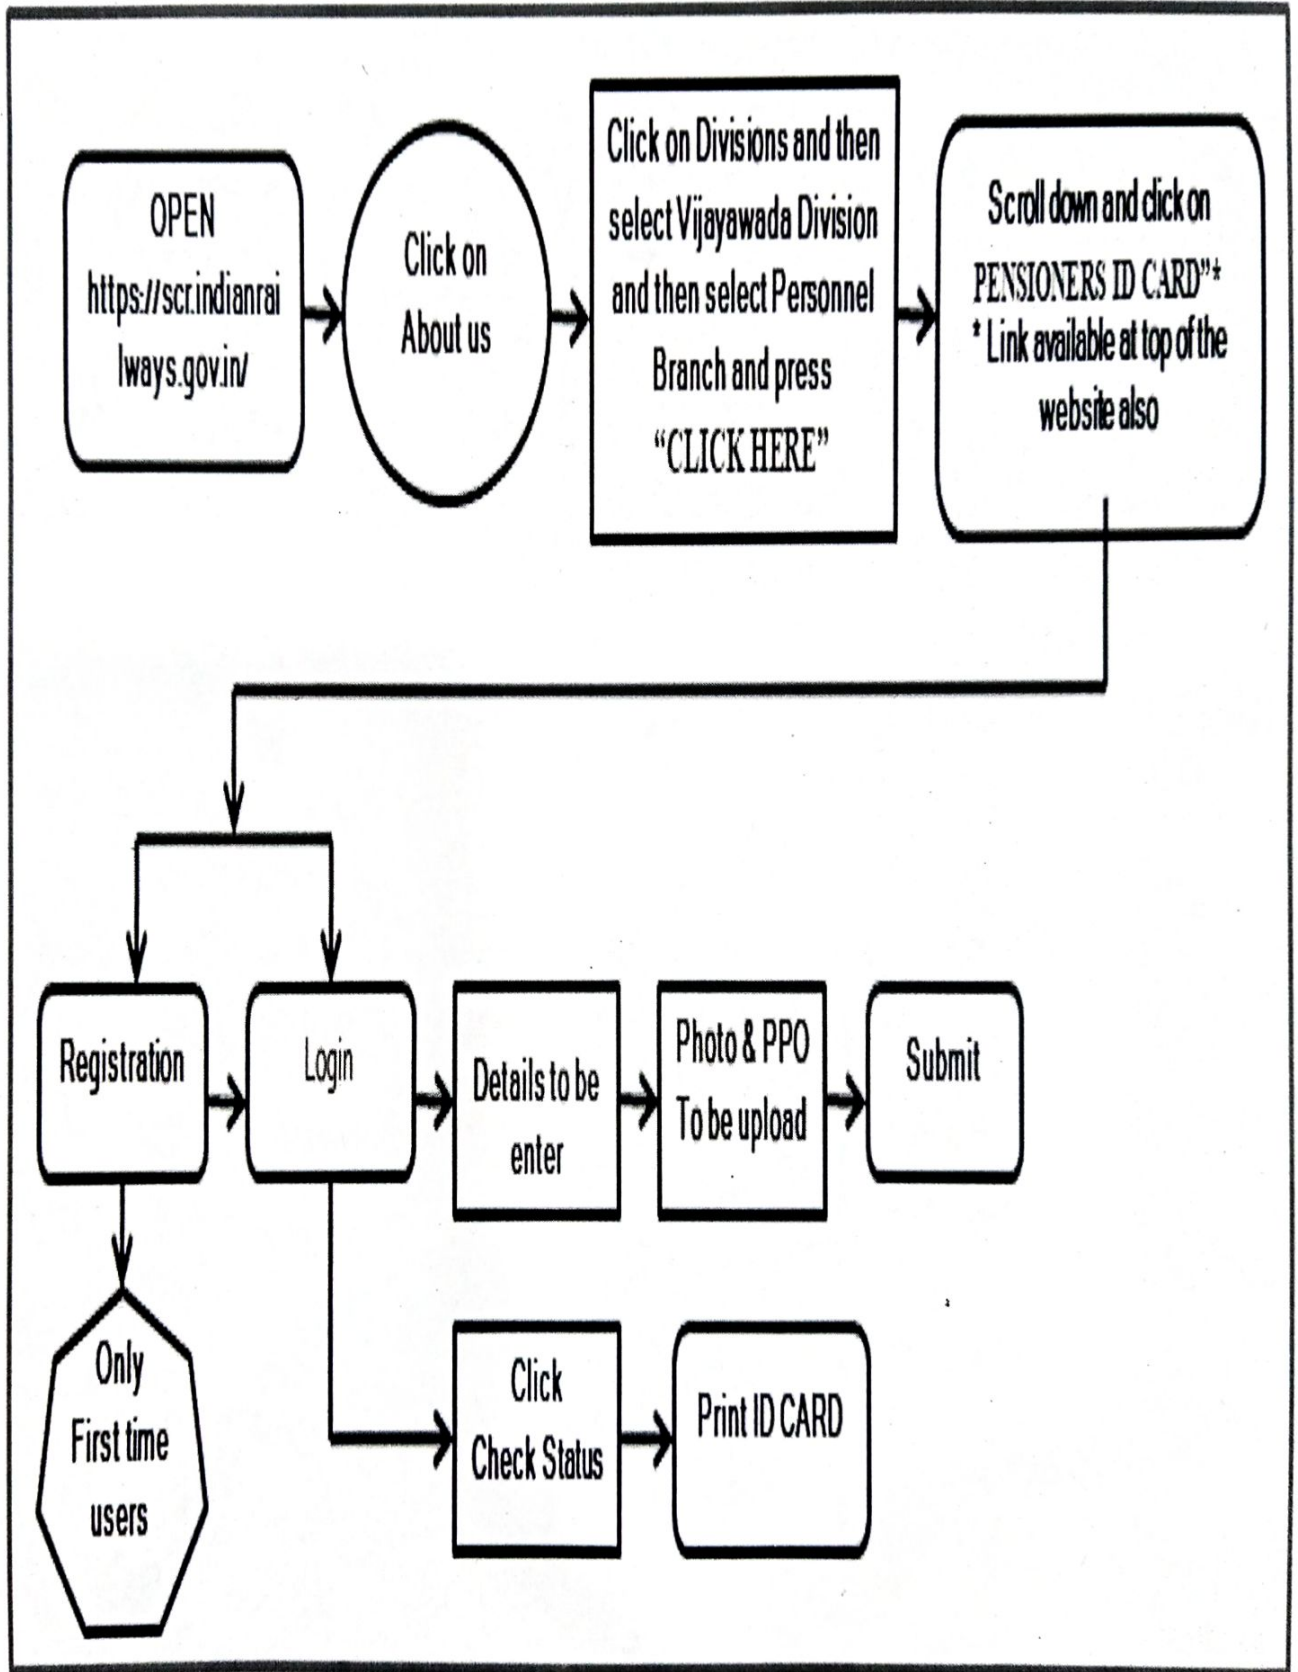 OPEN
https://scr.indianrai
lways.gov.in/
Click on
About us
Click on Divisions and then
select Vijayawada Division
and then select Personnel
Branch and press
“CLICK HERE”
Scroll down and click on
PENSIONERS ID CARD”*
* Link available at top of the
website also
Registration
Login
Details to be
enter
Photo & PPO
To be upload
Submit
Only
First time
users
Click
Check Status
Print ID CARD